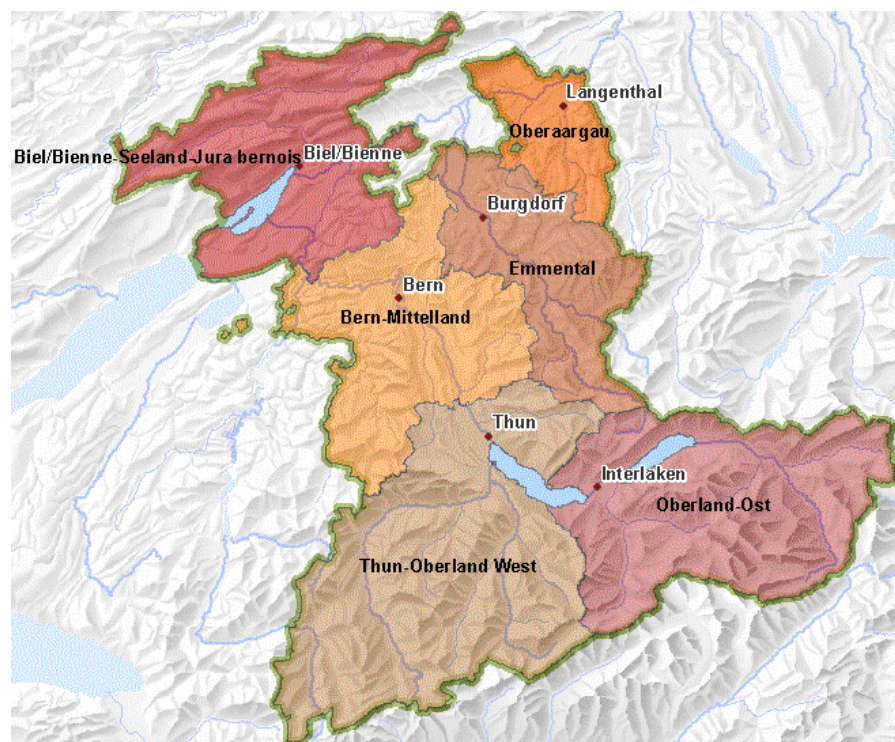 Langenthal
Oberaargau
Biel/Bienne-Seeland-Jura bernois
Biel/Bienne
Burgdorf
Emmental
Bern
Bern-Mittelland
Thun
Interlaken
Oberland-Ost
Thun-Oberland West